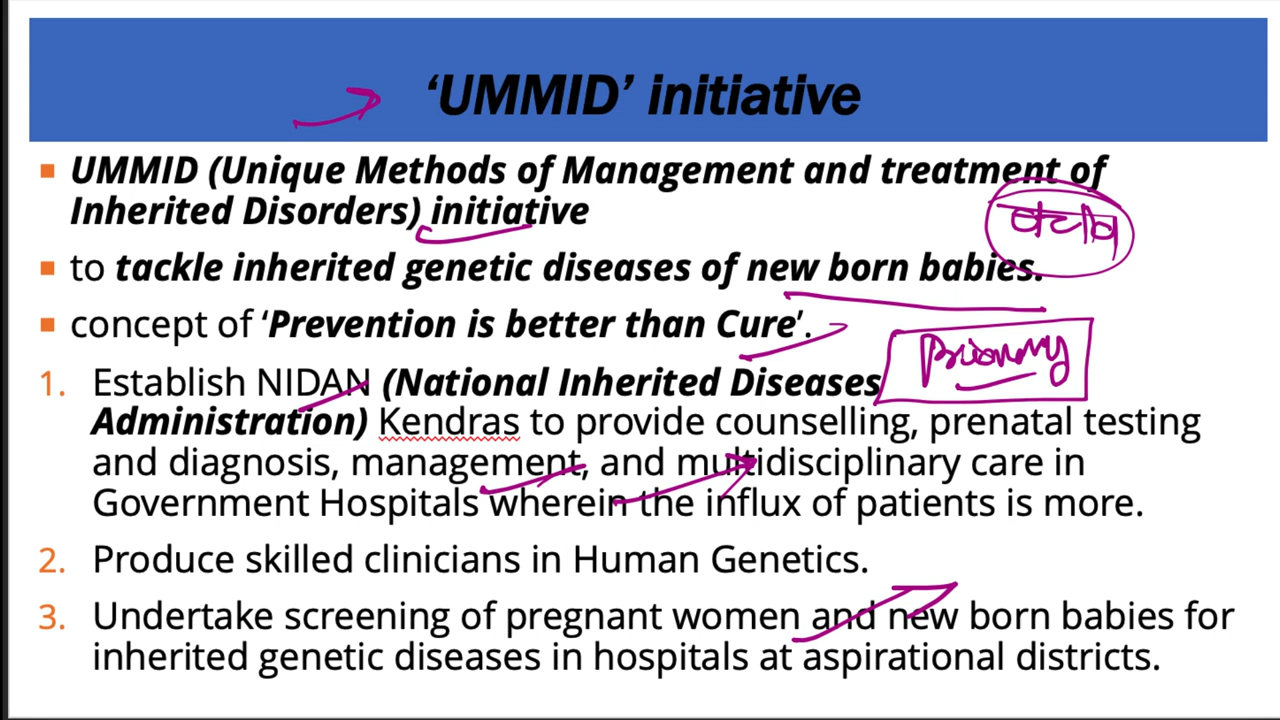 ‘UMMID’ initiative
UMMID (Unique Methods of Management and treatment of
Inherited Disorders) initiative
to tackle inherited genetic diseases of new born babies.
concept of ‘Prevention is better than Cure’.
Primary
1. Establish NIDAN (National Inherited Diseases
Administration) Kendras to provide counselling, prenatal testing
and diagnosis, management, and multidisciplinary care in
Government Hospitals wherein the influx of patients is more.
2. Produce skilled clinicians in Human Genetics.
3. Undertake screening of pregnant women and new born babies for
inherited genetic diseases in hospitals at aspirational districts.